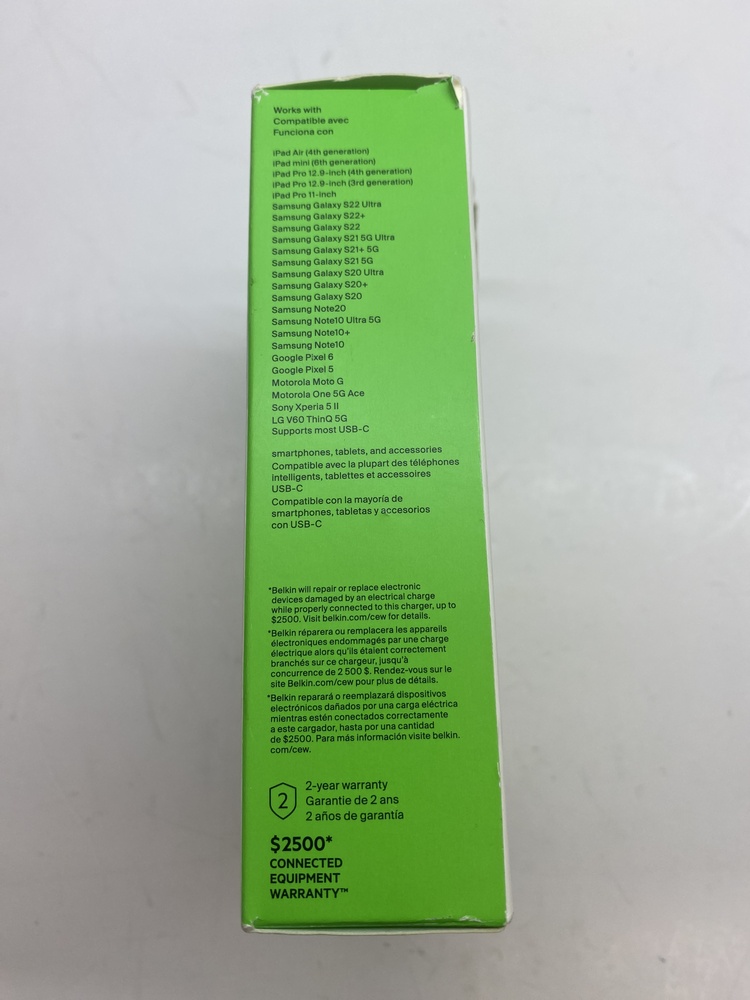 Works with
Compatible avec
Funciona con
iPad Air (4th generation)
iPad mini (6th generation)
iPad Pro 12.9-inch (4th generation)
iPad Pro 12.9-inch (3rd generation)
iPad Pro 11-inch
Samsung Galaxy S22 Ultra
Samsung Galaxy S22+
Samsung Galaxy S22
Samsung Galaxy S21 5G Ultra
Samsung Galaxy S21+ 5G
Samsung Galaxy S21 5G
Samsung Galaxy S20 Ultra
Samsung Galaxy S20+
Samsung Galaxy S20
Samsung Note20
Samsung Note10 Ultra 5G
Samsung Note10+
Samsung Note10
Google Pixel 6
Google Pixel 5
Motorola Moto G
Motorola One 5G Ace
Sony Xperia 5 II
LG V60 ThinQ 5G
Supports most USB-C
smartphones, tablets, and accessories
Compatible avec la plupart des téléphones
intelligents, tablettes et accessoires
USB-C
Compatible con la mayoría de
smartphones, tabletas y accesorios
con USB-C
*Belkin will repair or replace electronic
devices damaged by an electrical charge
while properly connected to this charger, up to
$2500. Visit belkin.com/cew for details.
*Belkin réparera ou remplacera les appareils
électroniques endommagés par une charge
électrique alors qu'ils étaient correctement
branchés sur ce chargeur, jusqu'à
concurrence de 2 500 $. Rendez-vous sur le
site Belkin.com/cew pour plus de détails.
*Belkin reparará o reemplazará dispositivos
electrónicos dañados por una carga eléctrica
mientras estén conectados correctamente
a este cargador, hasta por una cantidad
de $2500. Para más información visite belkin.
com/cew.
2
2-year warranty
Garantie de 2 ans
2 años de garantía
$2500*
CONNECTED
EQUIPMENT
WARRANTY™